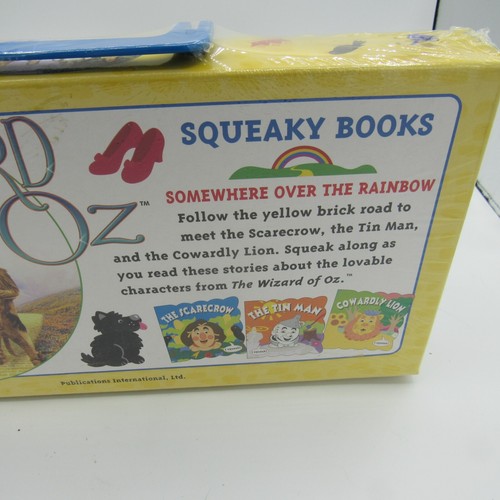 RD
OZ™
SQUEAKY BOOKS
SOMEWHERE OVER THE RAINBOW
Follow the yellow brick road to
meet the Scarecrow, the Tin Man,
and the Cowardly Lion. Squeak along as
you read these stories about the lovable
characters from The Wizard of Oz.™
THE SCARECROW
THE TIN MAN
COWARDLY LION
Publications International, Ltd.